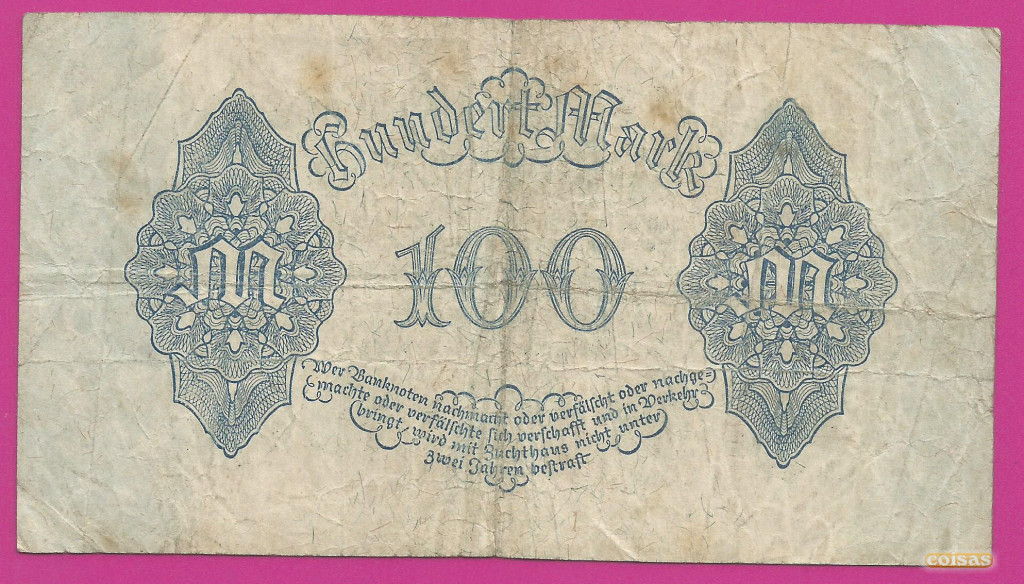 Hundert Mark
M
100
M
Wer Banknoten nachmacht oder verfälscht oder nachge=
machte oder verfälschte sich verschafft und in Verkehr
bringt, wird mit Zuchthaus nicht unter
zwei Jahren bestraft
coisas